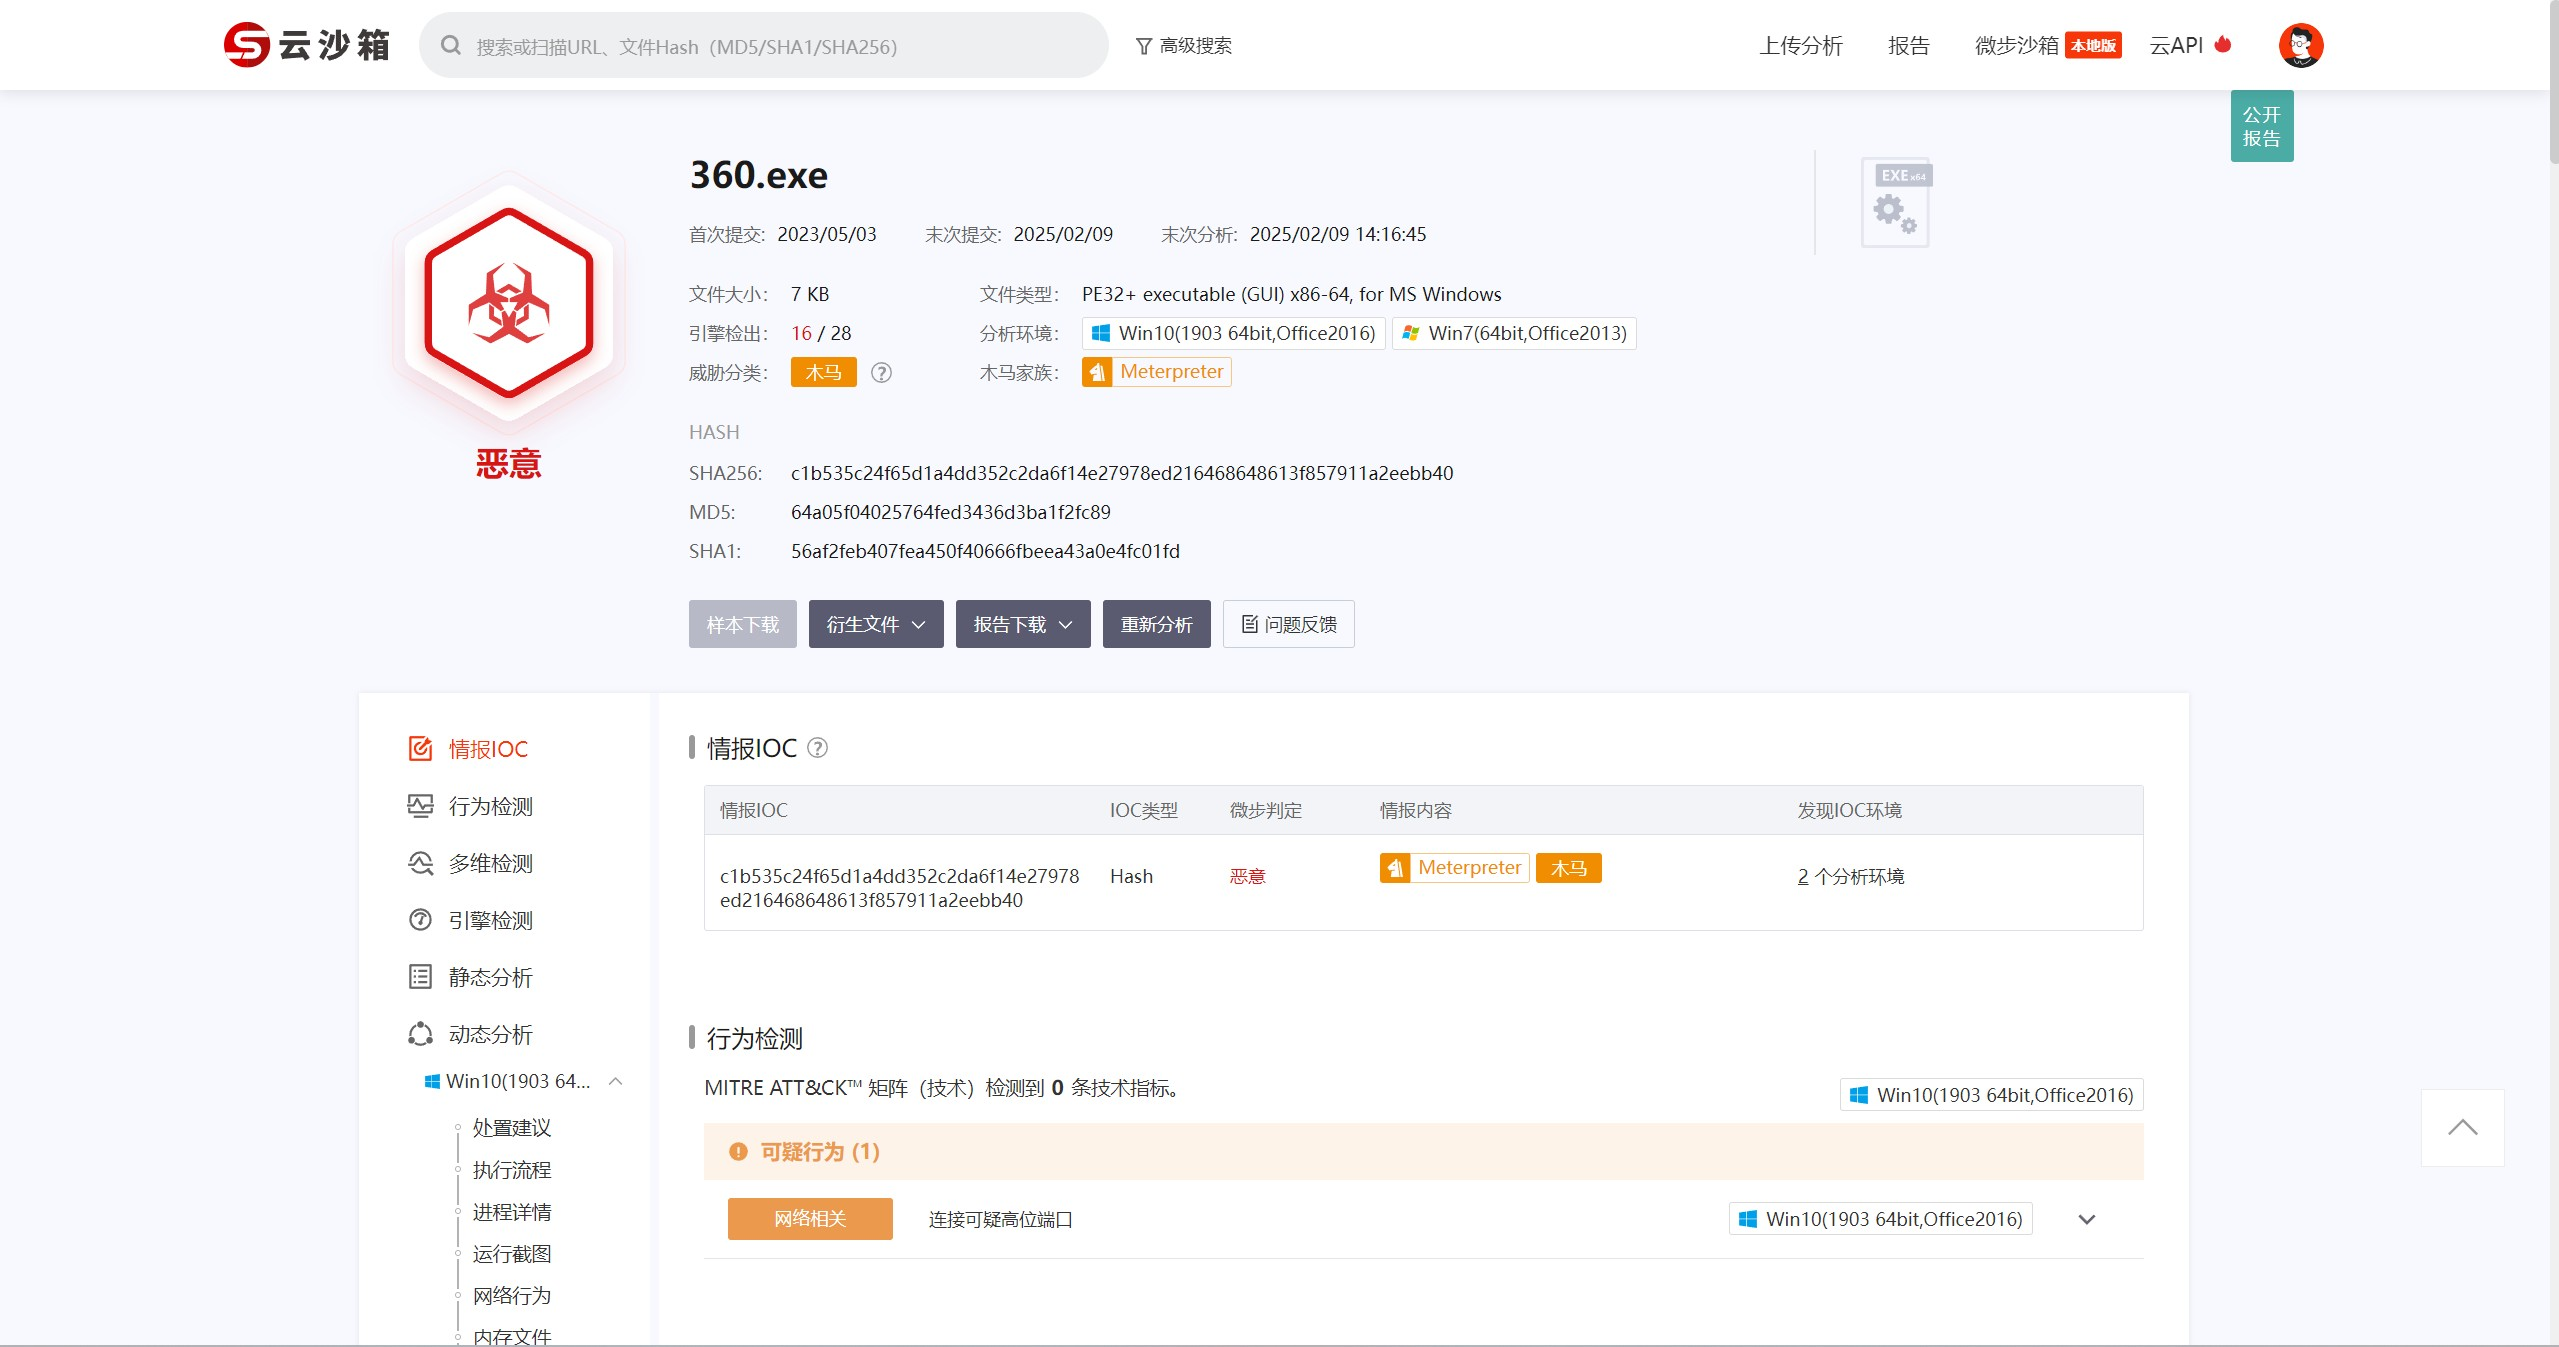 云沙箱
搜索或扫描URL、文件Hash（MD5/SHA1/SHA256）
高级搜索
上传分析
报告
微步沙箱 本地版
云API
公开
报告
360.exe
EXE x64
首次提交: 2023/05/03 末次提交: 2025/02/09 末次分析: 2025/02/09 14:16:45
文件大小: 7 KB 文件类型: PE32+ executable (GUI) x86-64, for MS Windows
引擎检出: 16 / 28 分析环境: Win10(1903 64bit,Office2016) Win7(64bit,Office2013)
威胁分类: 木马 ? 木马家族: Meterpreter
恶意
HASH
SHA256: c1b535c24f65d1a4dd352c2da6f14e27978ed216468648613f857911a2eebb40
MD5: 64a05f04025764fed3436d3ba1f2fc89
SHA1: 56af2feb407fea450f40666fbeea43a0e4fc01fd
样本下载 衍生文件 报告下载 重新分析 问题反馈
情报IOC
行为检测
多维检测
引擎检测
静态分析
动态分析
Win10(1903 64...
处置建议
执行流程
进程详情
运行截图
网络行为
内存文件
情报IOC ?
情报IOC IOC类型 微步判定 情报内容 发现IOC环境
c1b535c24f65d1a4dd352c2da6f14e27978 Hash 恶意 Meterpreter 木马 2 个分析环境
ed216468648613f857911a2eebb40
行为检测
MITRE ATT&CK™ 矩阵（技术）检测到 0 条技术指标。 Win10(1903 64bit,Office2016)
可疑行为 (1)
网络相关 连接可疑高位端口 Win10(1903 64bit,Office2016)